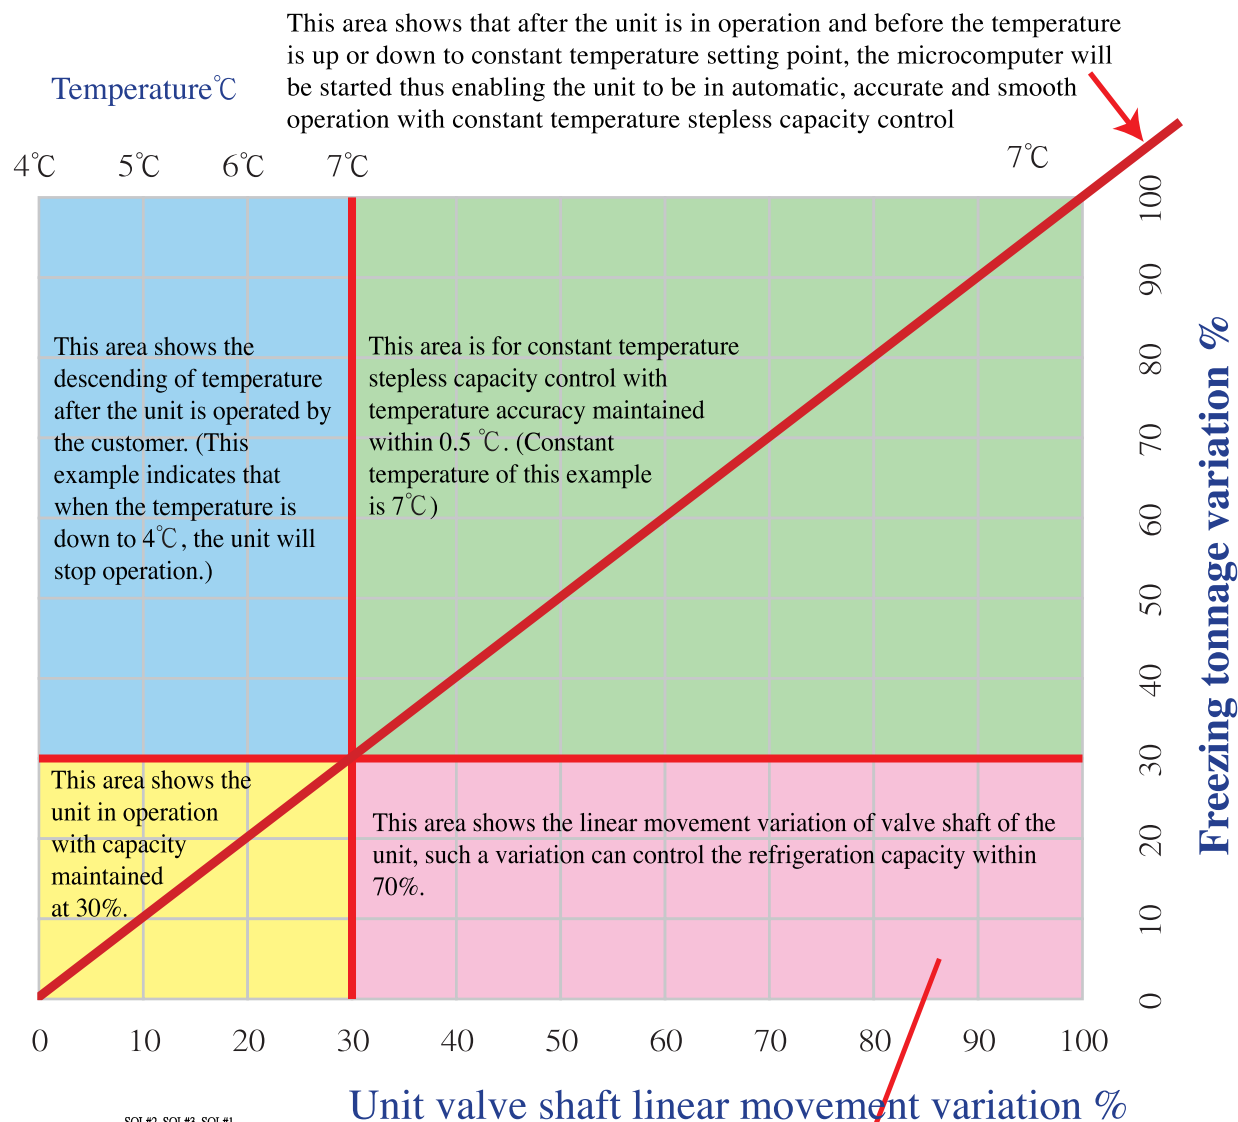 This area shows that after the unit is in operation and before the temperature
is up or down to constant temperature setting point, the microcomputer will
be started thus enabling the unit to be in automatic, accurate and smooth
operation with constant temperature stepless capacity control
Temperature℃
4℃ 5℃ 6℃ 7℃ 7℃
This area shows the
descending of temperature
after the unit is operated by
the customer. (This
example indicates that
when the temperature is
down to 4℃, the unit will
stop operation.)
This area is for constant temperature
stepless capacity control with
temperature accuracy maintained
within 0.5 ℃. (Constant
temperature of this example
is 7℃)
This area shows the
unit in operation
with capacity
maintained
at 30%.
This area shows the linear movement variation of valve shaft of the
unit, such a variation can control the refrigeration capacity within
70%.
100
90
80
70
60
50
40
30
20
10
0
Freezing tonnage variation %
0 10 20 30 40 50 60 70 80 90 100
Unit valve shaft linear movement variation %
SOL#2 SOL#3 SOL#1